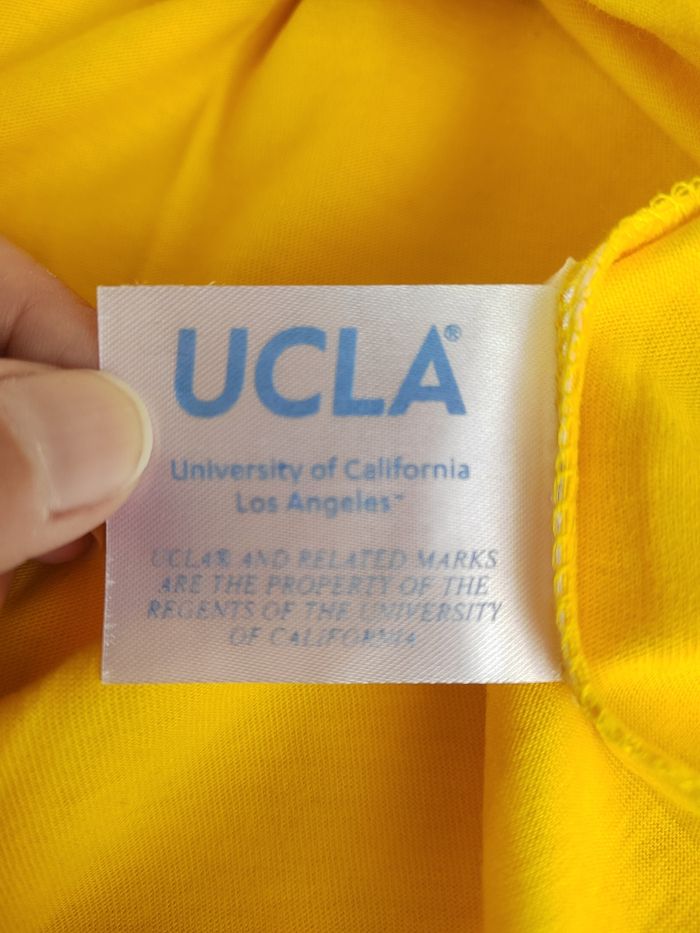 UCLA®
University of California
Los Angeles™
UCLA® AND RELATED MARKS
ARE THE PROPERTY OF THE
REGENTS OF THE UNIVERSITY
OF CALIFORNIA